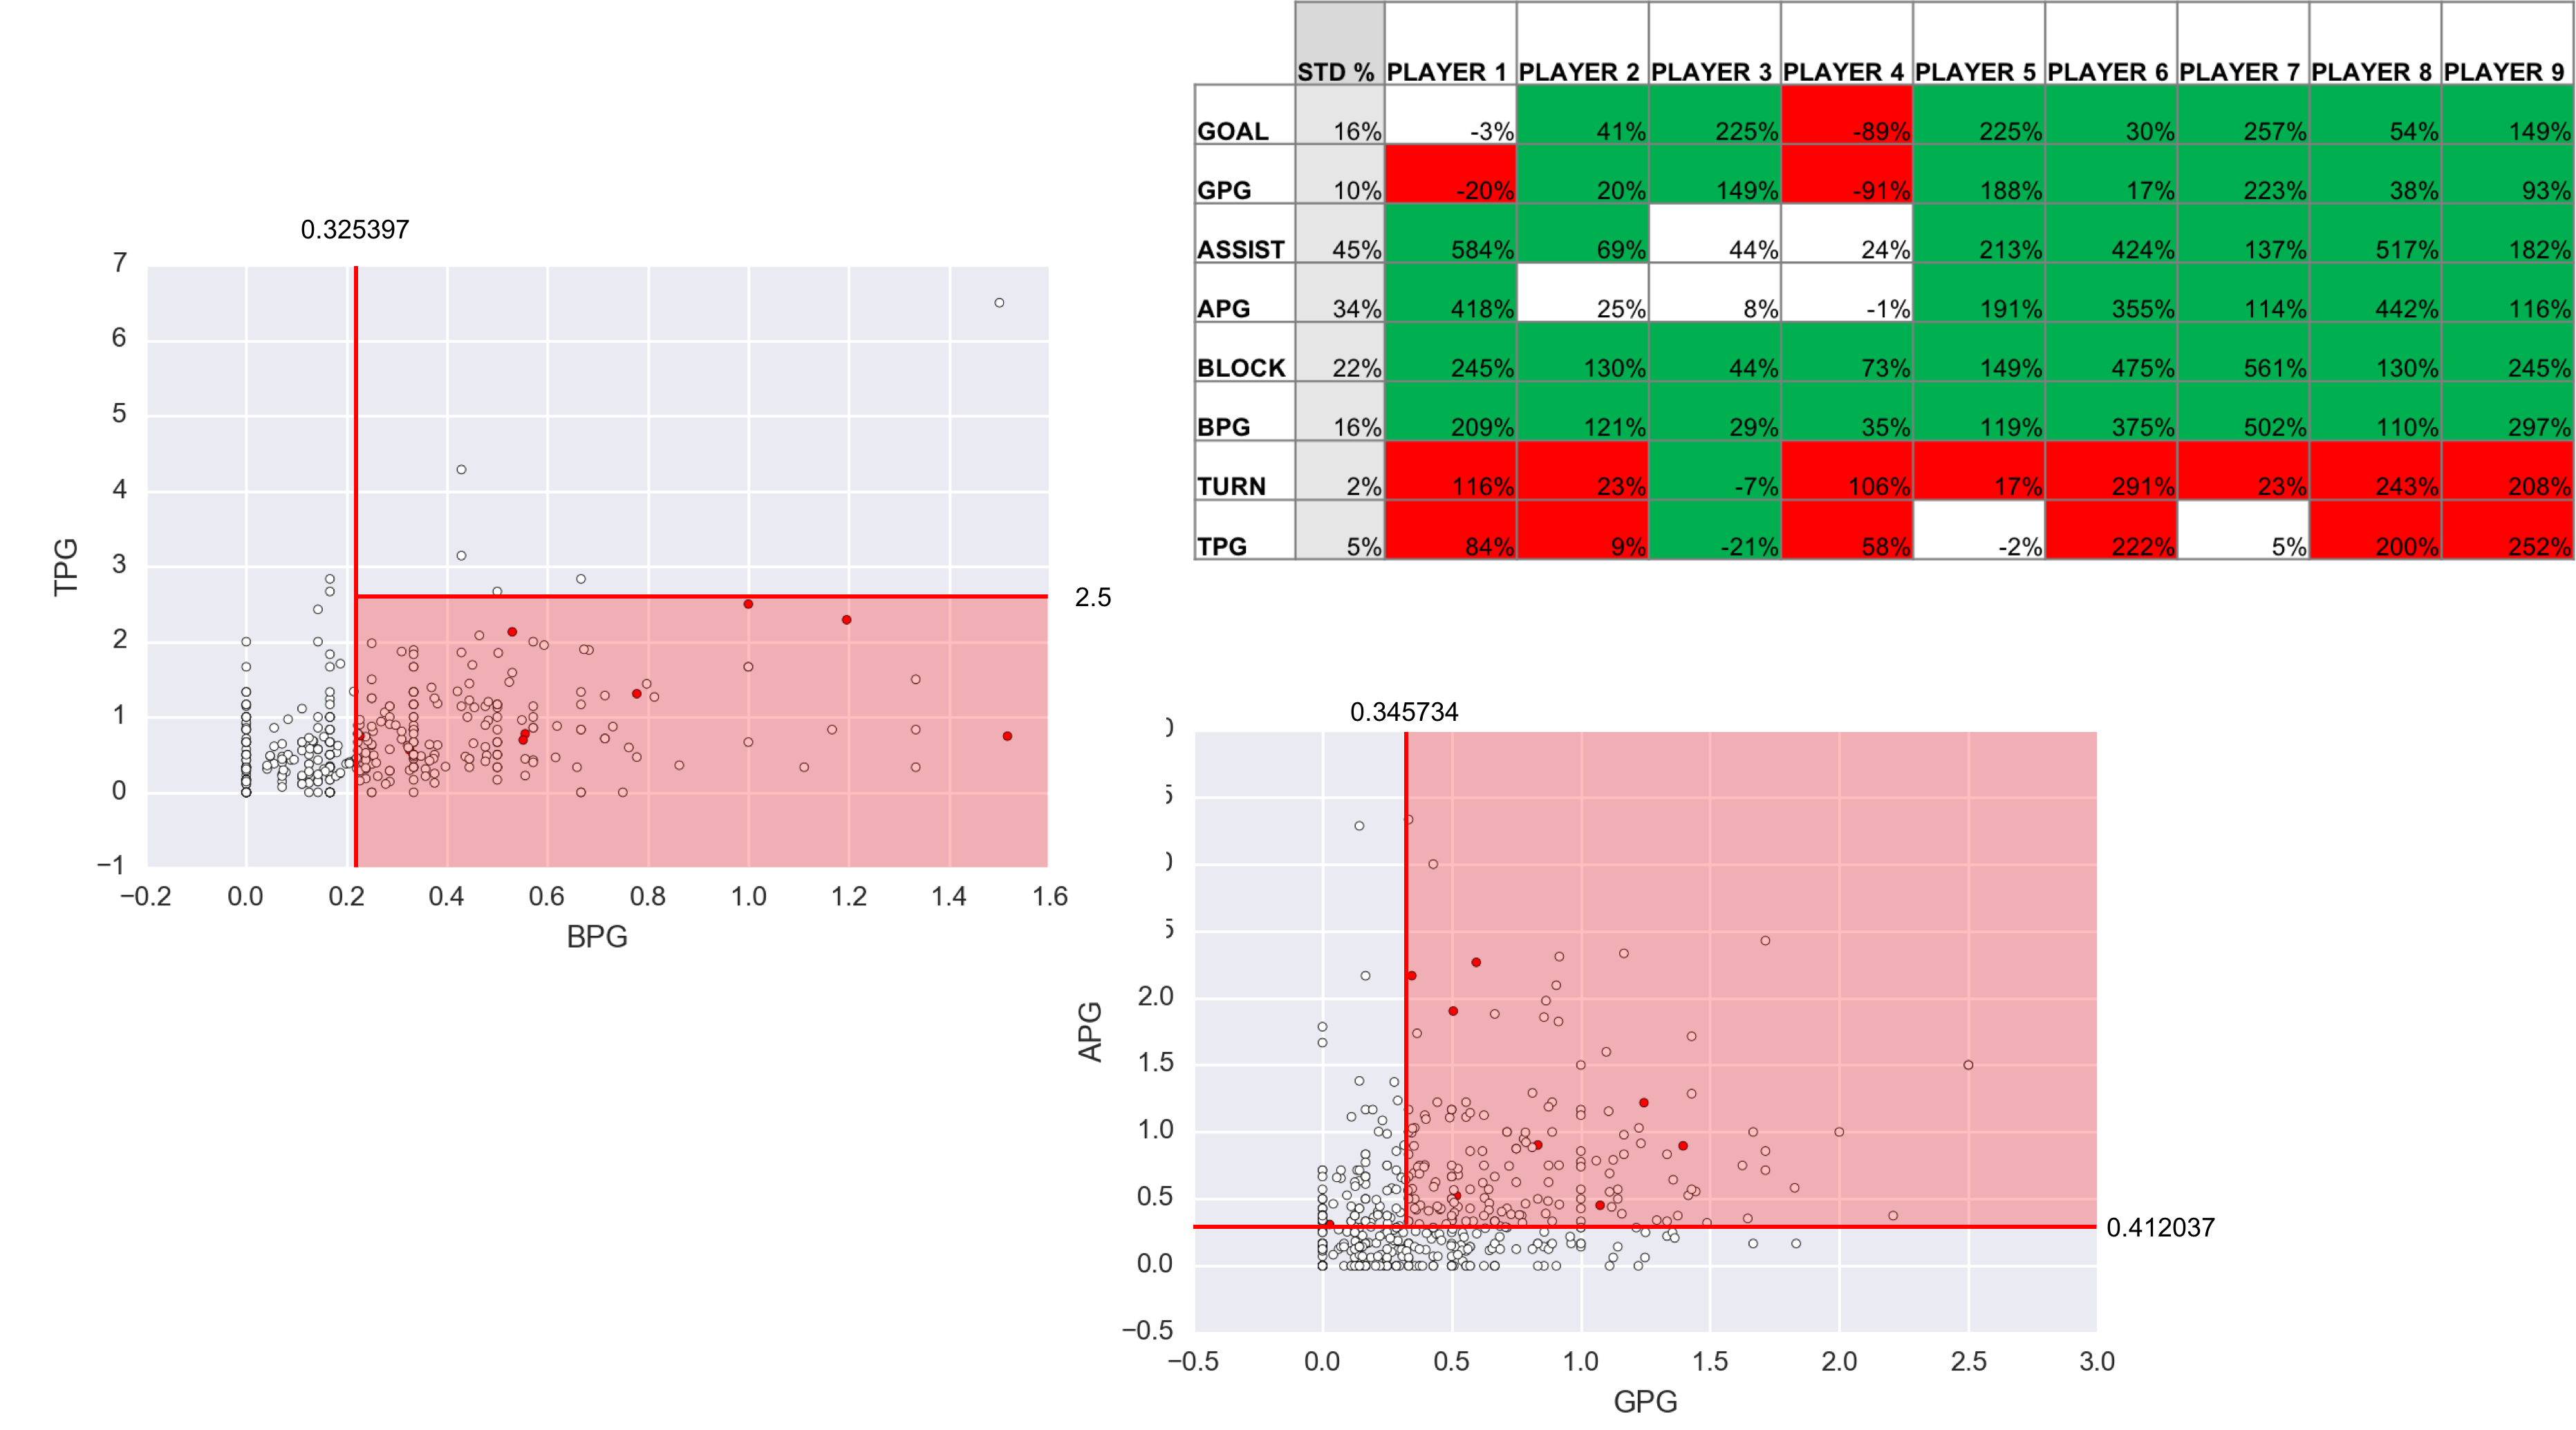 STD % PLAYER 1 PLAYER 2 PLAYER 3 PLAYER 4 PLAYER 5 PLAYER 6 PLAYER 7 PLAYER 8 PLAYER 9
GOAL 16% -3% 41% 225% -89% 225% 30% 257% 54% 149%
GPG 10% -20% 20% 149% -91% 188% 17% 223% 38% 93%
ASSIST 45% 584% 69% 44% 24% 213% 424% 137% 517% 182%
APG 34% 418% 25% 8% -1% 191% 355% 114% 442% 116%
BLOCK 22% 245% 130% 44% 73% 149% 475% 561% 130% 245%
BPG 16% 209% 121% 29% 35% 119% 375% 502% 110% 297%
TURN 2% 116% 23% -7% 106% 17% 291% 23% 243% 208%
TPG 5% 84% 9% -21% 58% -2% 222% 5% 200% 252%
0.325397
7
6
5
4
3
2
1
0
−1
TPG
2.5
−0.2 0.0 0.2 0.4 0.6 0.8 1.0 1.2 1.4 1.6
BPG
0.345734
2.0
1.5
1.0
0.5
0.0
−0.5
APG
0.412037
−0.5 0.0 0.5 1.0 1.5 2.0 2.5 3.0
GPG